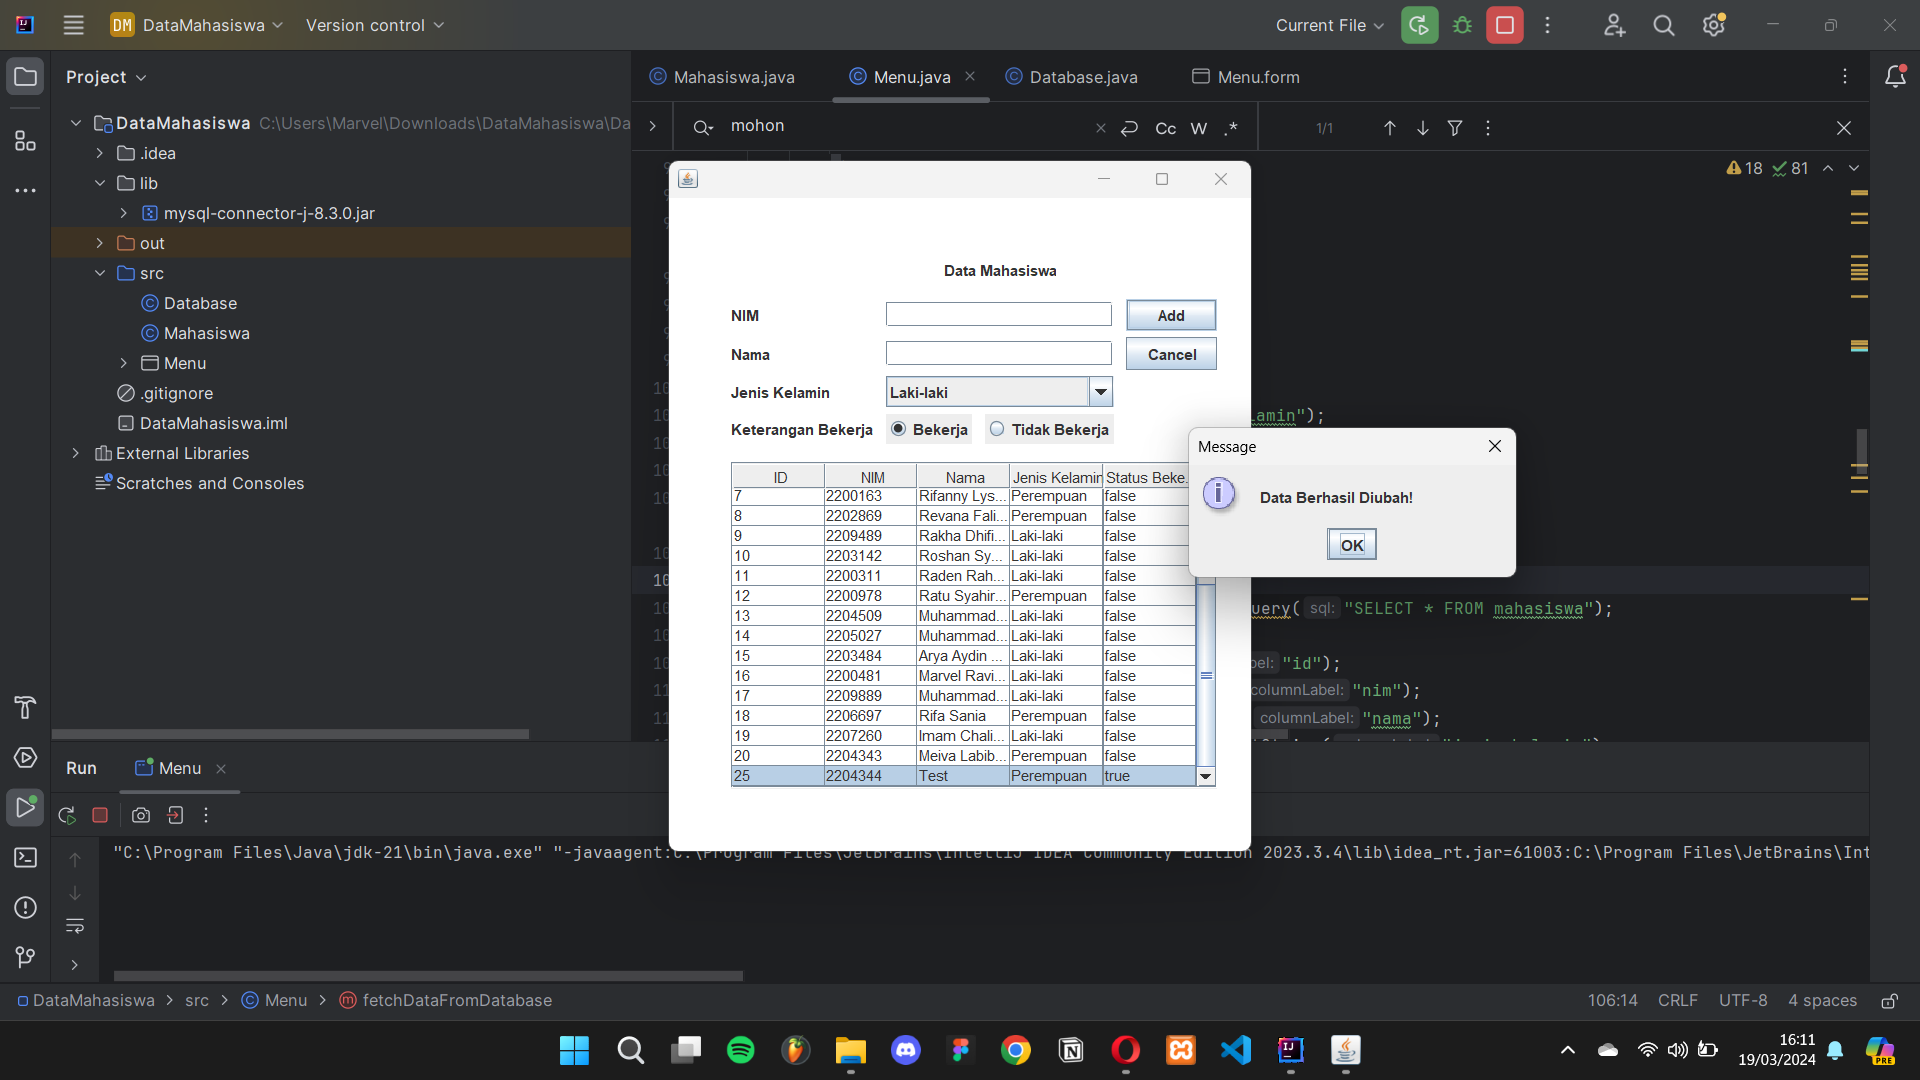 DM DataMahasiswa Version control Current File
Project
Mahasiswa.java Menu.java Database.java Menu.form
DataMahasiswa C:\Users\Marvel\Downloads\DataMahasiswa\Da
mohon Cc W .* 1/1
.idea
lib
mysql-connector-j-8.3.0.jar
out
src
Database
Mahasiswa
Menu
.gitignore
DataMahasiswa.iml
External Libraries
Scratches and Consoles
18 81
Data Mahasiswa
NIM Add
Nama Cancel
Jenis Kelamin Laki-laki
Keterangan Bekerja Bekerja Tidak Bekerja
ID NIM Nama Jenis Kelamin Status Beke...
7 2200163 Rifanny Lys... Perempuan false
8 2202869 Revana Fali... Perempuan false
9 2209489 Rakha Dhifi... Laki-laki false
10 2203142 Roshan Sy... Laki-laki false
11 2200311 Raden Rah... Laki-laki false
12 2200978 Ratu Syahir... Perempuan false
13 2204509 Muhammad... Laki-laki false
14 2205027 Muhammad... Laki-laki false
15 2203484 Arya Aydin ... Laki-laki false
16 2200481 Marvel Ravi... Laki-laki false
17 2209889 Muhammad... Laki-laki false
18 2206697 Rifa Sania Perempuan false
19 2207260 Imam Chali... Laki-laki false
20 2204343 Meiva Labib... Perempuan false
25 2204344 Test Perempuan true
Message
Data Berhasil Diubah!
OK
lamin");
uery( sql: "SELECT * FROM mahasiswa");
bel: "id");
columnLabel: "nim");
columnLabel: "nama");
Run Menu
"C:\Program Files\Java\jdk-21\bin\java.exe" "-javaagent:C:\Program Files\JetBrains\IntelliJ IDEA Community Edition 2023.3.4\lib\idea_rt.jar=61003:C:\Program Files\JetBrains\Int
DataMahasiswa > src > Menu > fetchDataFromDatabase 106:14 CRLF UTF-8 4 spaces
16:11
19/03/2024
PRE